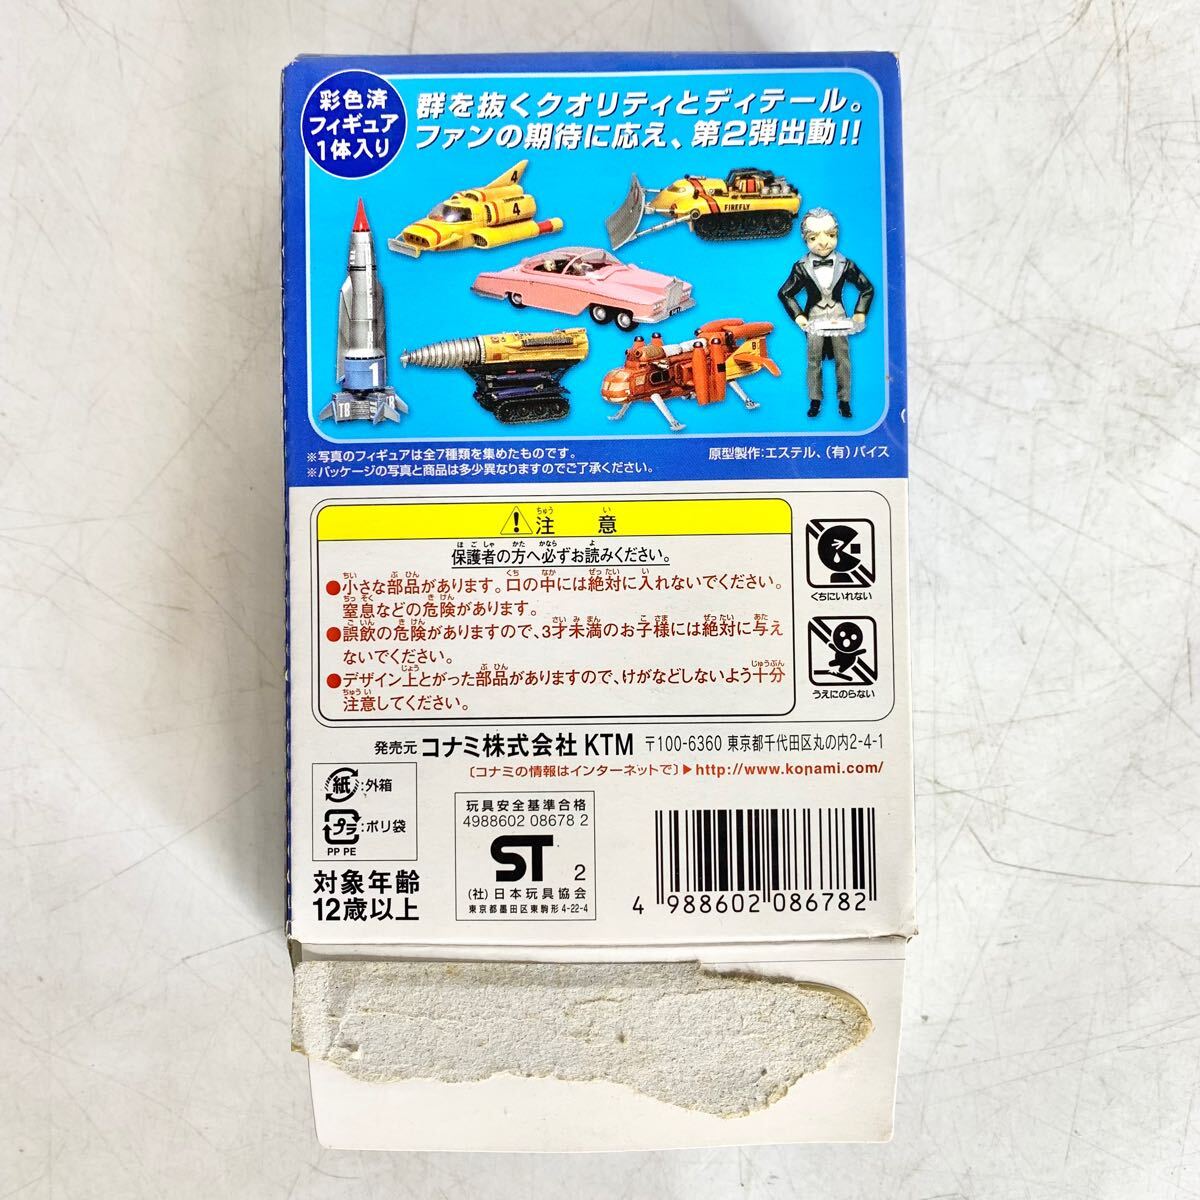 彩色済
フィギュア
1体入り
群を抜くクオリティとディテール。
ファンの期待に応え、第2弾出動!!
4
4
FIREFLY
1
TB
8
※写真のフィギュアは全7種類を集めたものです。
※パッケージの写真と商品は多少異なりますのでご了承ください。
原型製作:エステル、(有)バイス
注意
保護者の方へ必ずお読みください。
●小さな部品があります。口の中には絶対に入れないでください。
窒息などの危険があります。
●誤飲の危険がありますので、3才未満のお子様には絶対に与え
ないでください。
●デザイン上とがった部品がありますので、けがなどしないよう十分
注意してください。
くちにいれない
うえにのらない
発売元 コナミ株式会社 KTM 〒100-6360 東京都千代田区丸の内2-4-1
〔コナミの情報はインターネットで〕▶http://www.konami.com/
紙:外箱
プラ:ポリ袋
PP PE
対象年齢
12歳以上
玩具安全基準合格
4988602 08678 2
ST 2
(社)日本玩具協会
東京都墨田区東駒形4-22-4
4 988602 086782